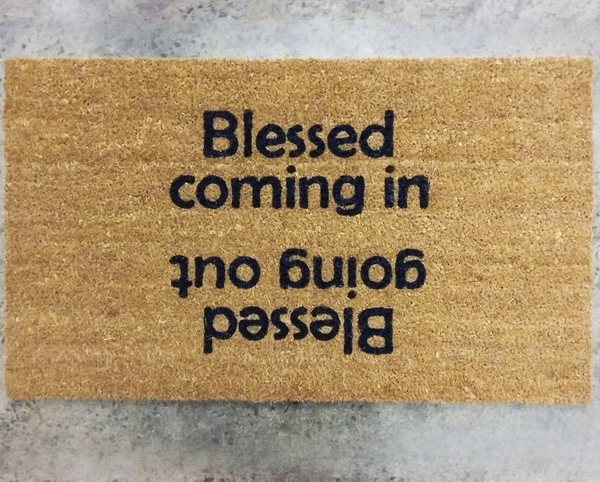 Blessed
coming in
Blessed
going out